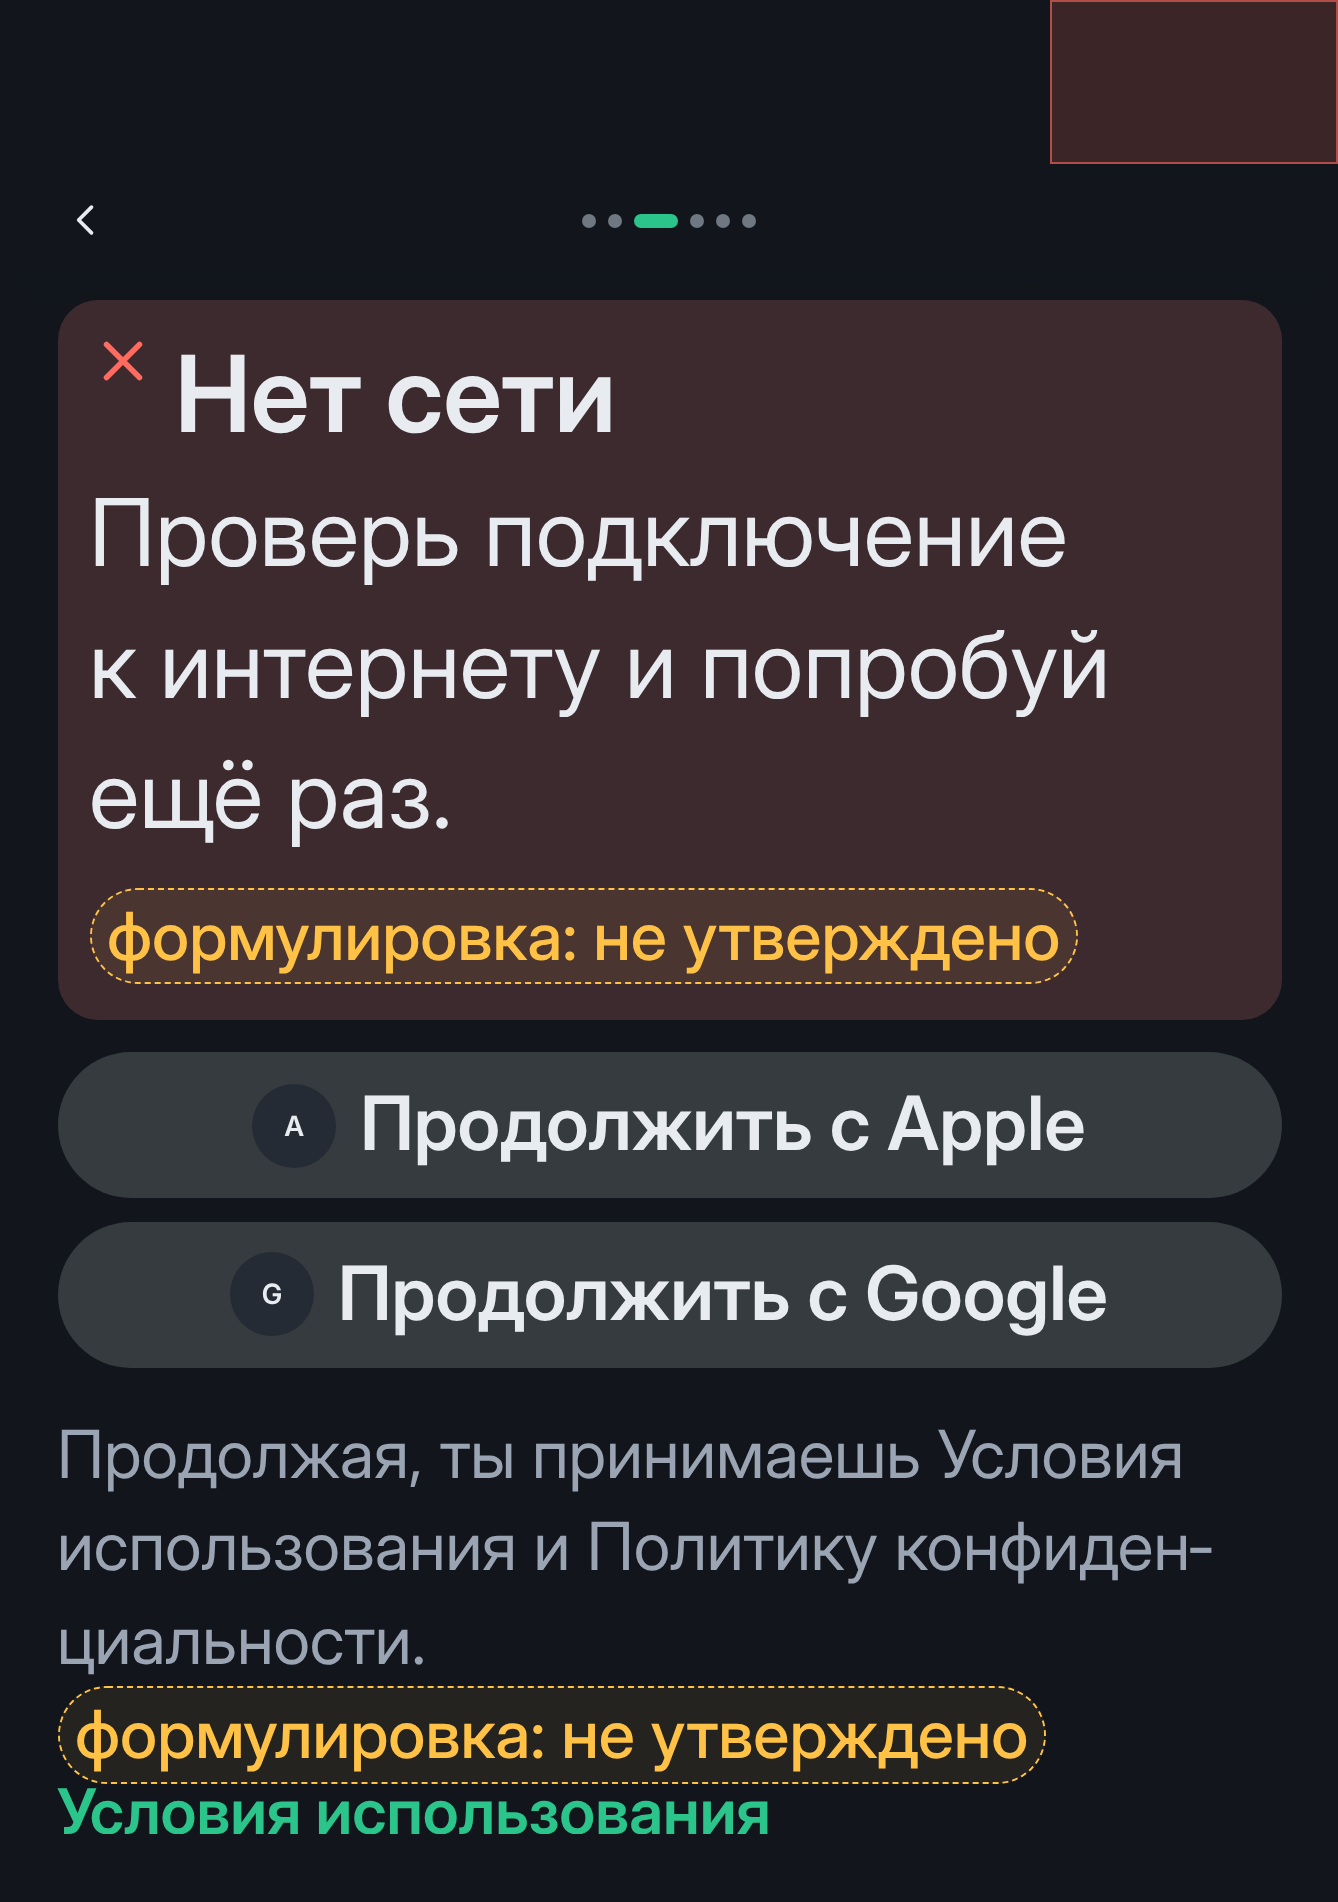 Нет сети
Проверь подключение
к интернету и попробуй
ещё раз.
формулировка: не утверждено
A Продолжить с Apple
G Продолжить с Google
Продолжая, ты принимаешь Условия
использования и Политику конфиден-
циальности.
формулировка: не утверждено
Условия использования